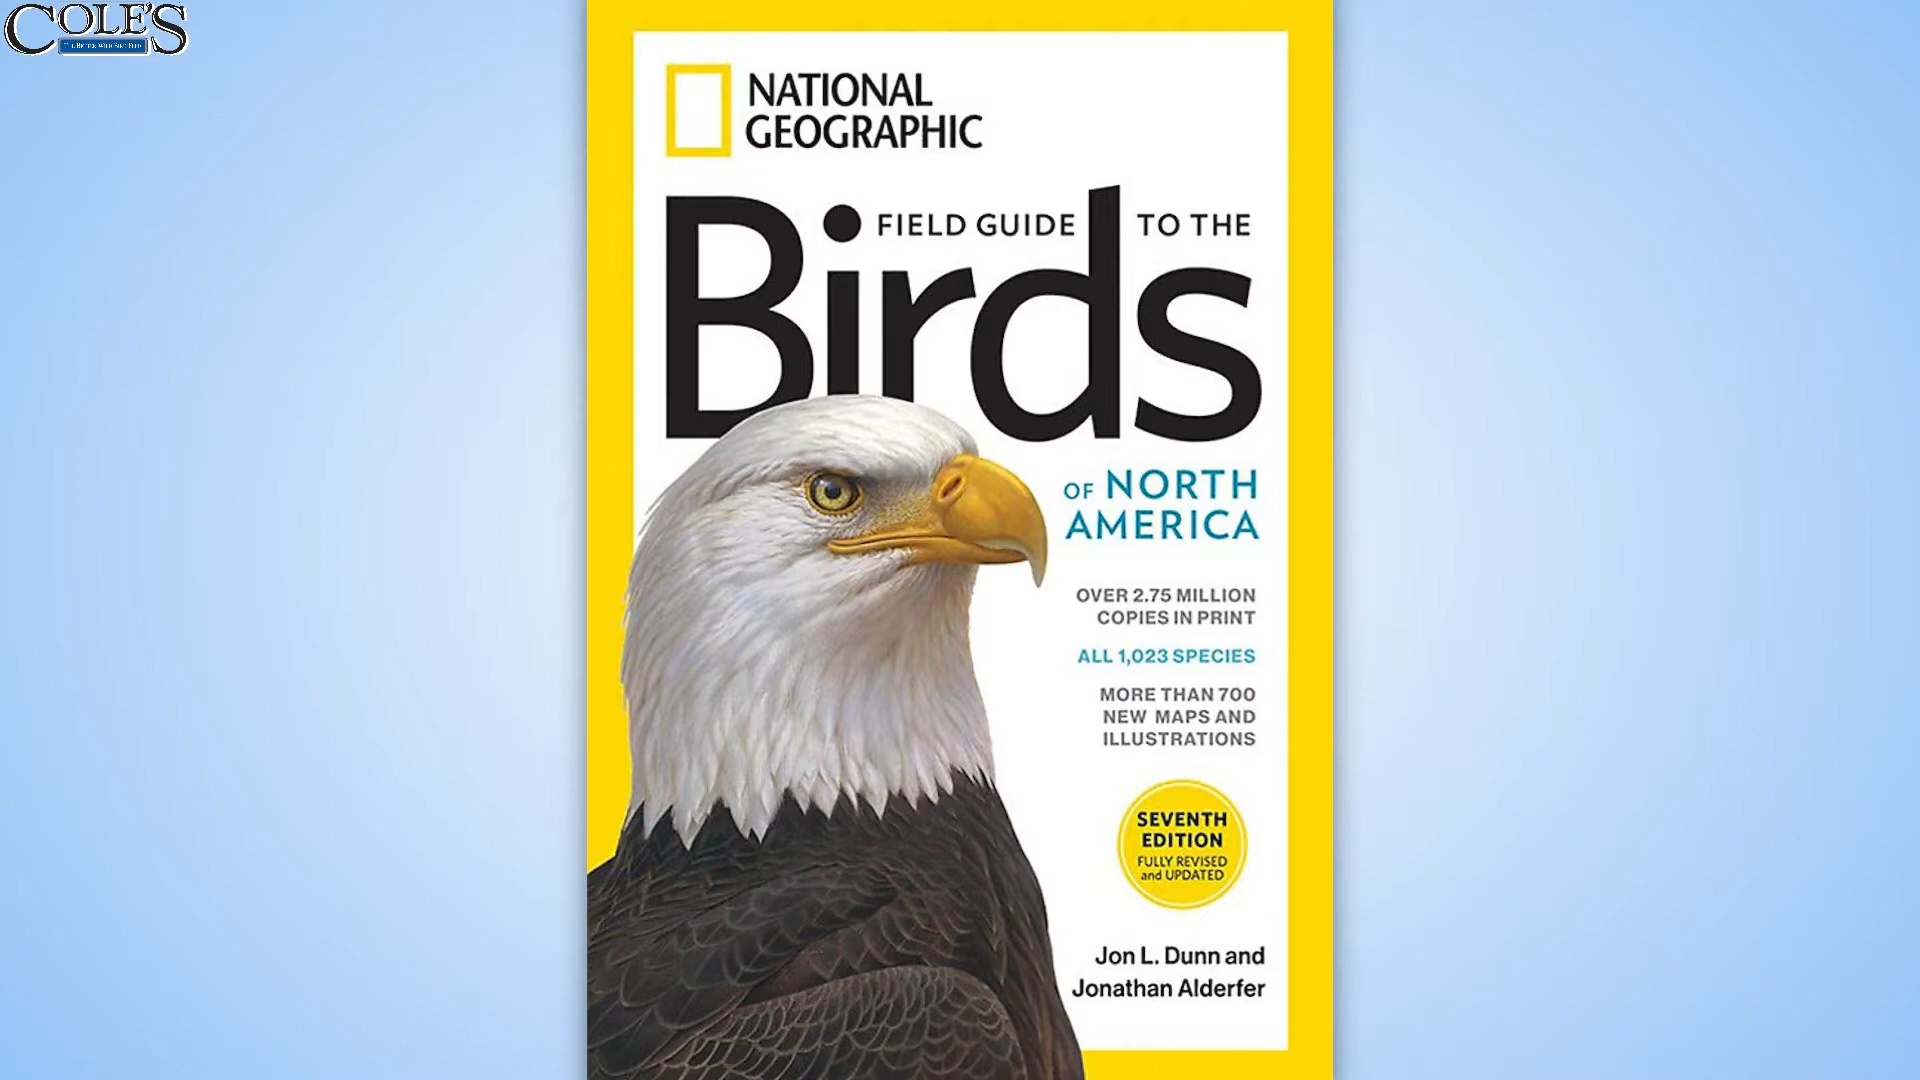 COLE'S
NATIONAL
GEOGRAPHIC
FIELD GUIDE TO THE
Birds
OF NORTH
AMERICA
OVER 2.75 MILLION
COPIES IN PRINT
ALL 1,023 SPECIES
MORE THAN 700
NEW MAPS AND
ILLUSTRATIONS
SEVENTH
EDITION
FULLY REVISED
and UPDATED
Jon L. Dunn and
Jonathan Alderfer